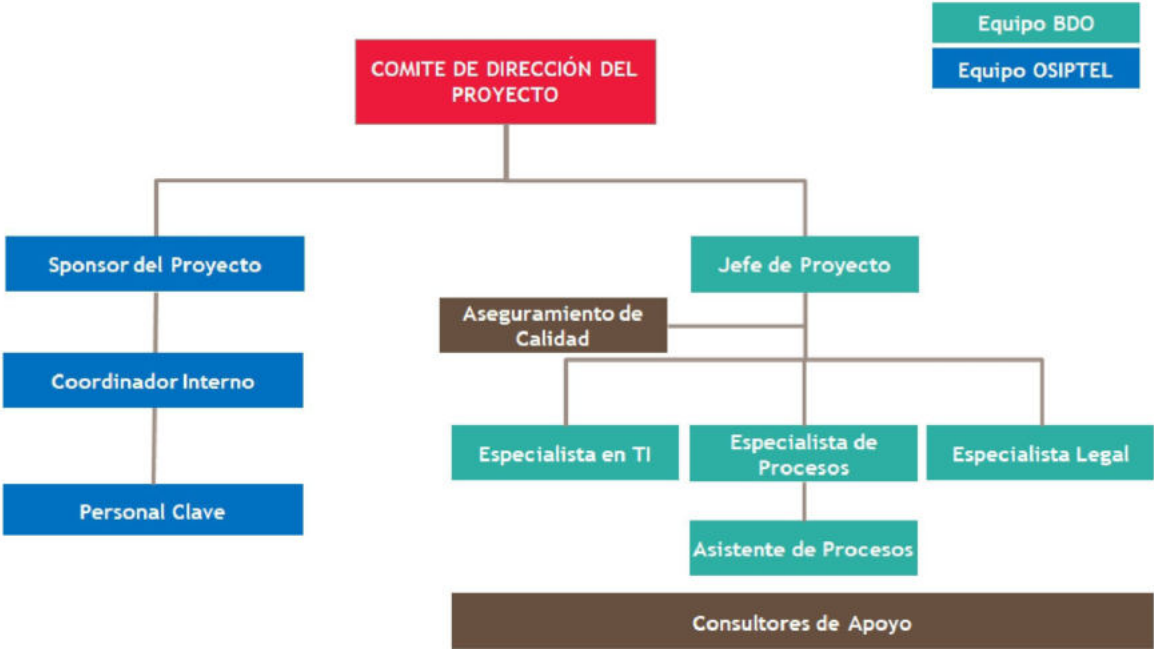 Equipo BDO
Equipo OSIPTEL
COMITE DE DIRECCIÓN DEL
PROYECTO
Sponsor del Proyecto
Jefe de Proyecto
Aseguramiento de
Calidad
Coordinador Interno
Especialista en TI
Especialista de
Procesos
Especialista Legal
Personal Clave
Asistente de Procesos
Consultores de Apoyo